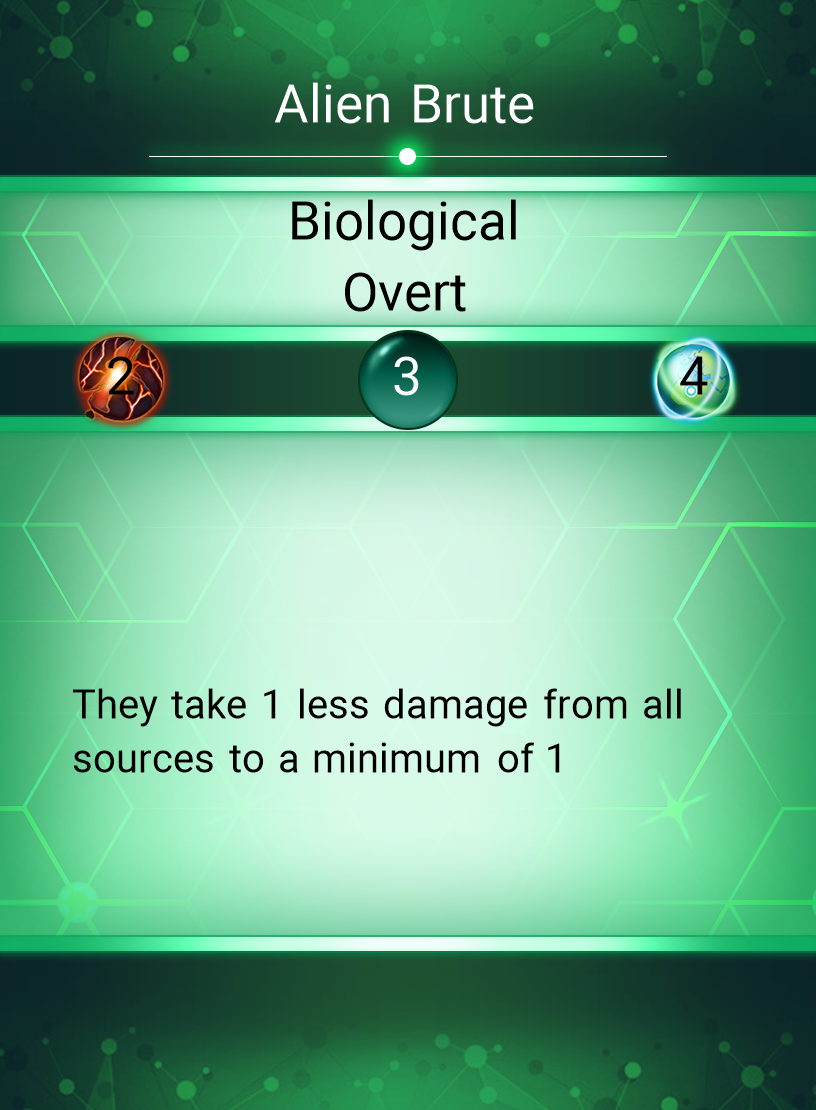 Alien Brute
Biological
Overt
2 3 4
They take 1 less damage from all
sources to a minimum of 1